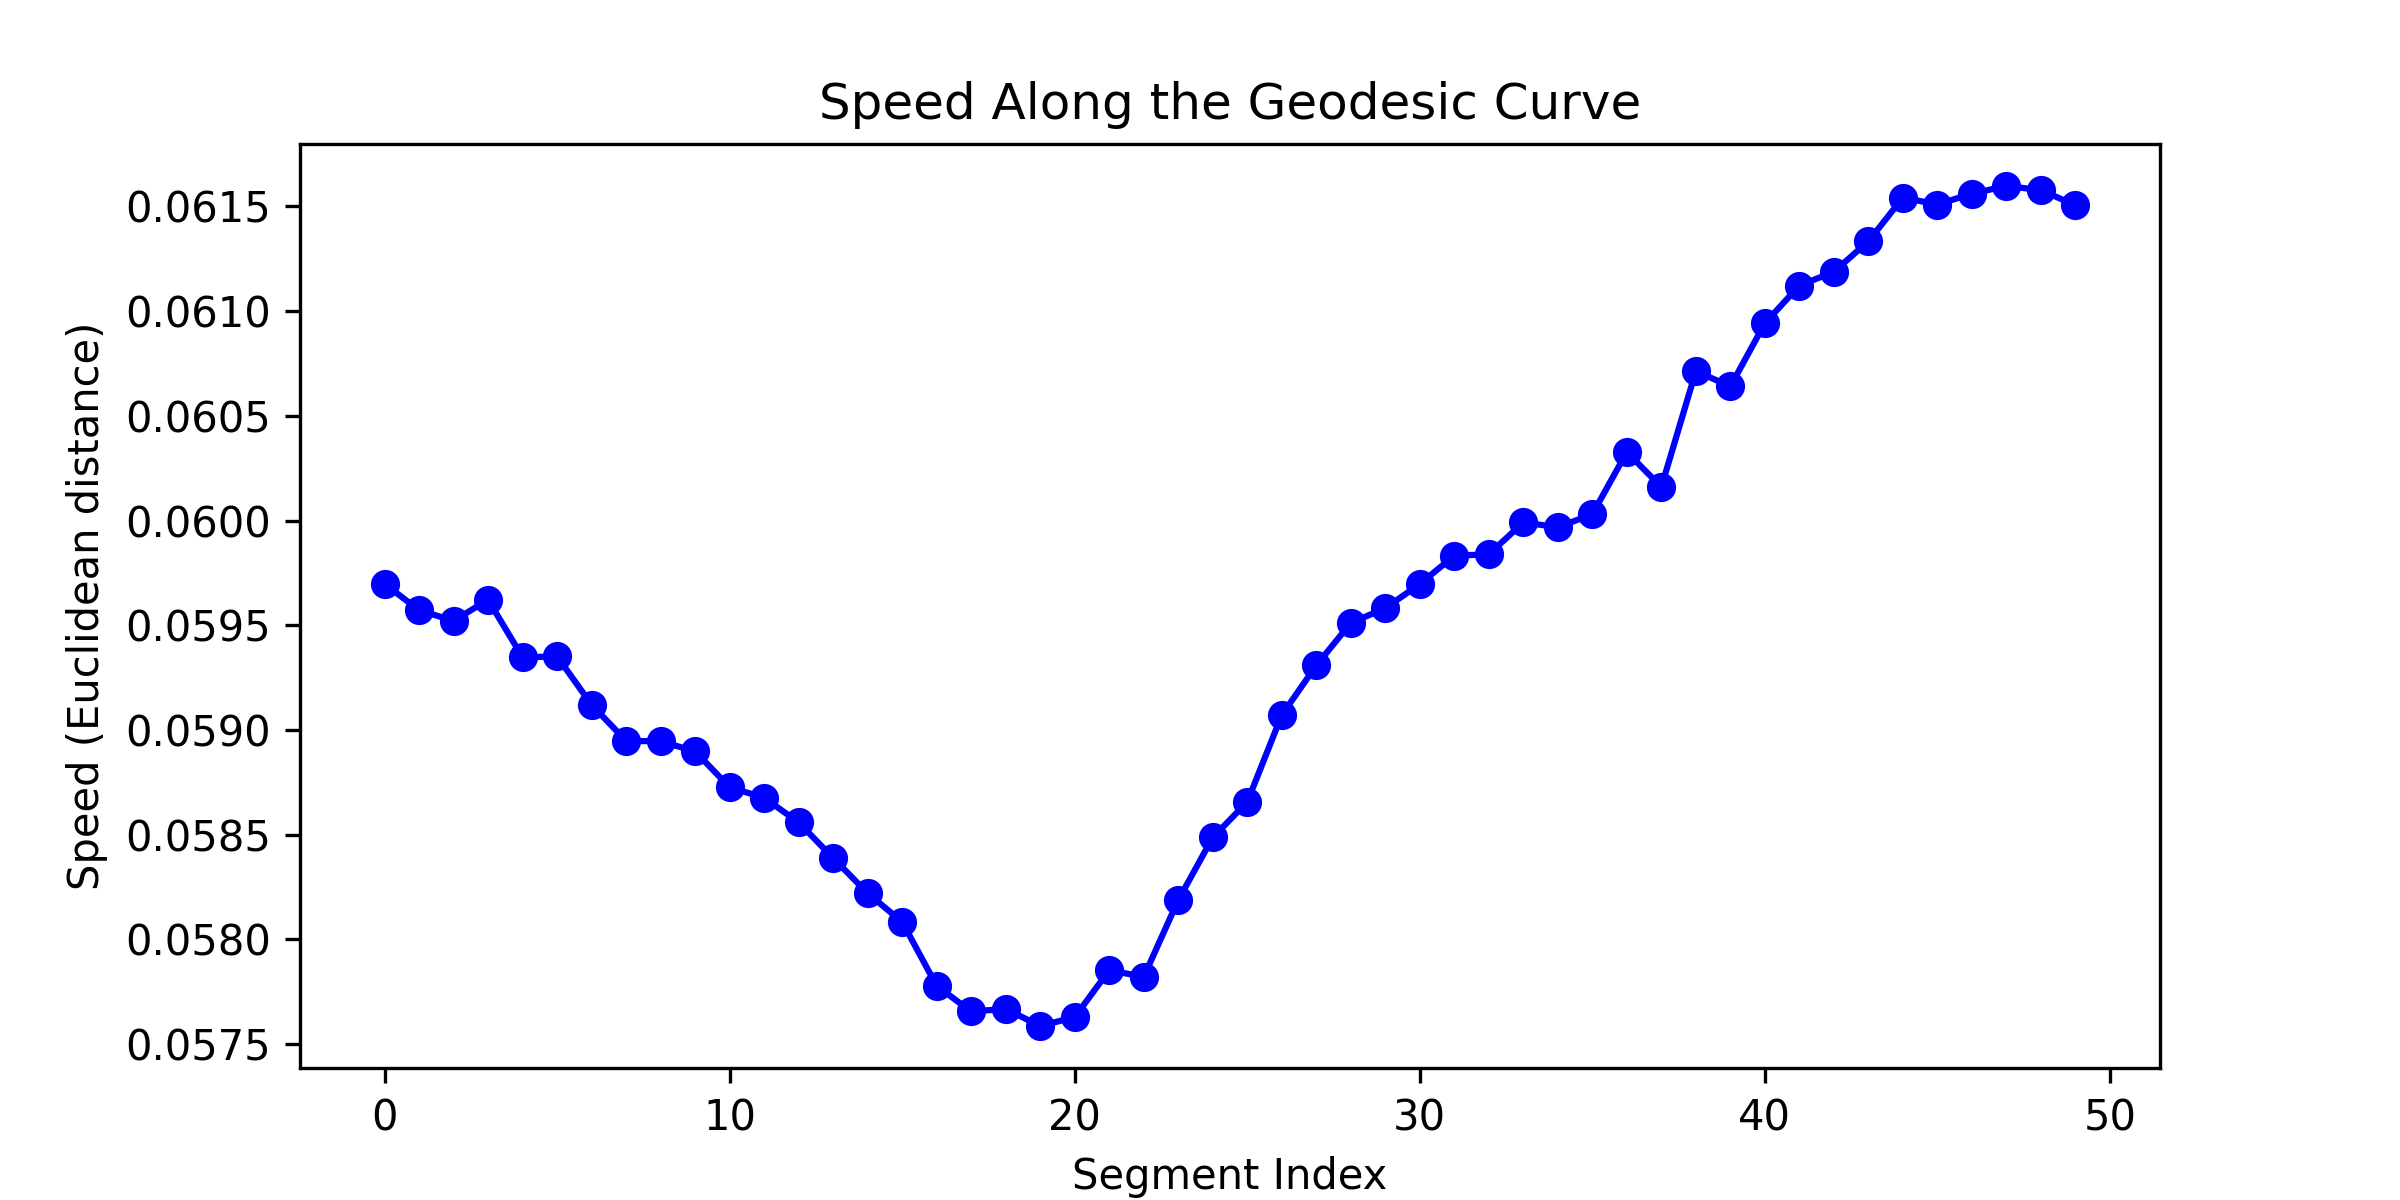 Speed Along the Geodesic Curve
Speed (Euclidean distance)
0.0615
0.0610
0.0605
0.0600
0.0595
0.0590
0.0585
0.0580
0.0575
0 10 20 30 40 50
Segment Index